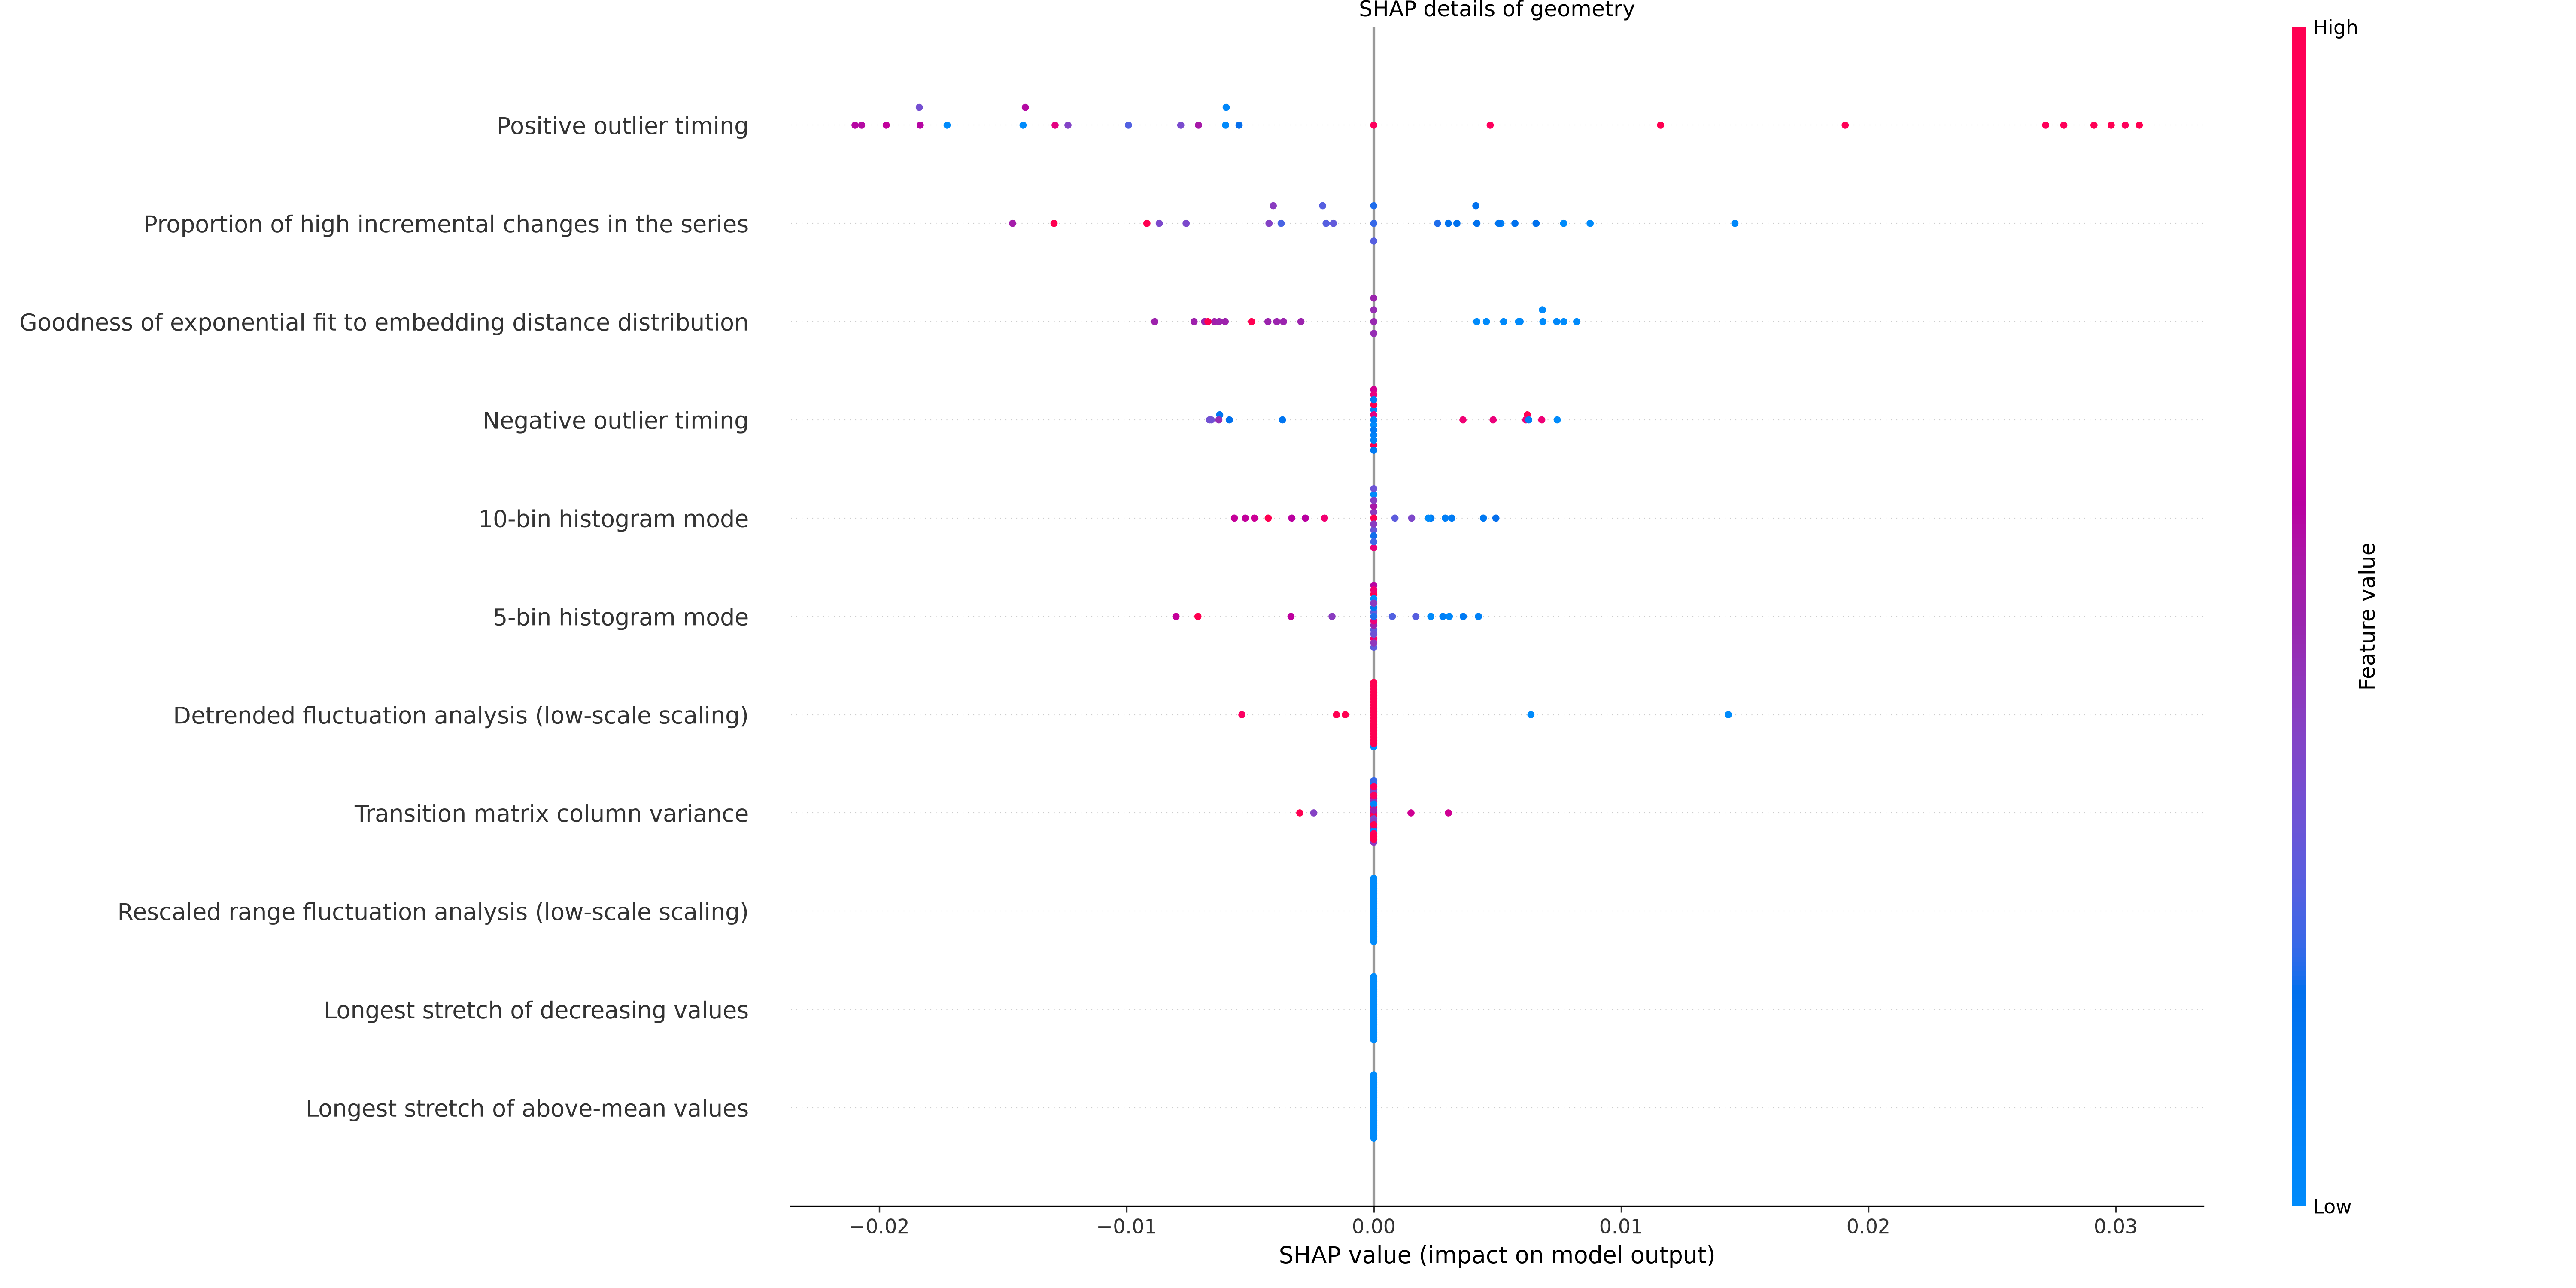 SHAP details of geometry
High
Positive outlier timing
Proportion of high incremental changes in the series
Goodness of exponential fit to embedding distance distribution
Negative outlier timing
10-bin histogram mode
5-bin histogram mode
Detrended fluctuation analysis (low-scale scaling)
Transition matrix column variance
Rescaled range fluctuation analysis (low-scale scaling)
Longest stretch of decreasing values
Longest stretch of above-mean values
Feature value
Low
−0.02 −0.01 0.00 0.01 0.02 0.03
SHAP value (impact on model output)